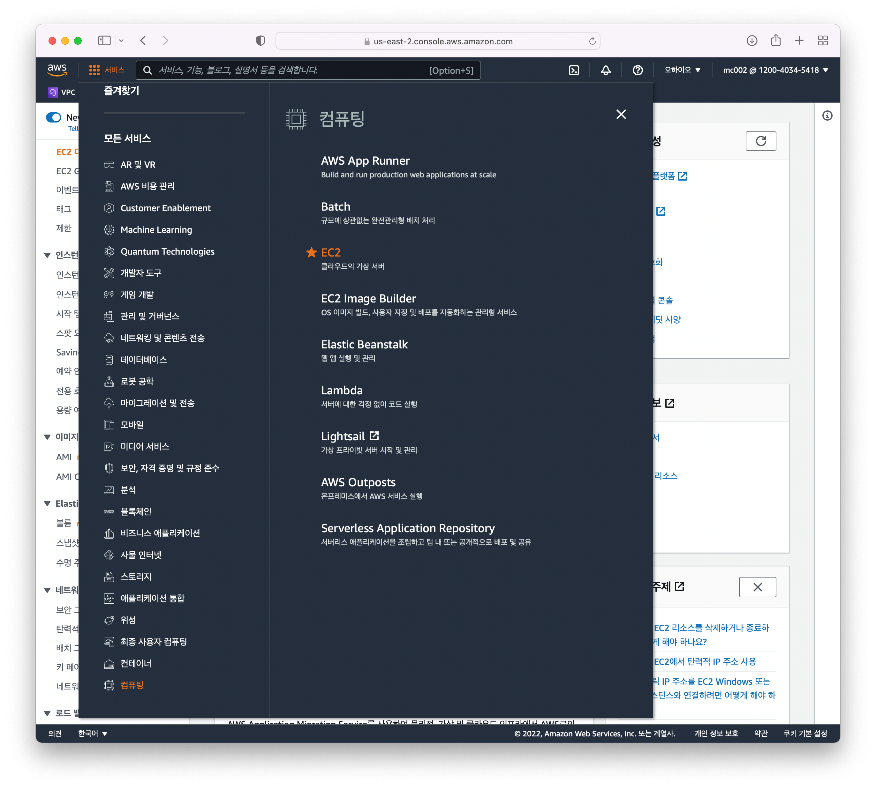 us-east-2.console.aws.amazon.com
aws
서비스
서비스, 기능, 블로그, 설명서 등을 검색합니다.
[Option+S]
오하이오 ▼
mc002 @ 1200-4034-5418 ▼
VPC
즐겨찾기
모든 서비스
AR 및 VR
AWS 비용 관리
Customer Enablement
Machine Learning
Quantum Technologies
개발자 도구
게임 개발
관리 및 거버넌스
네트워킹 및 콘텐츠 전송
데이터베이스
로봇 공학
마이그레이션 및 전송
모바일
미디어 서비스
보안, 자격 증명 및 규정 준수
분석
블록체인
비즈니스 애플리케이션
사물 인터넷
스토리지
애플리케이션 통합
위성
최종 사용자 컴퓨팅
컨테이너
컴퓨팅
컴퓨팅
AWS App Runner
Build and run production web applications at scale
Batch
규모에 상관없는 완전관리형 배치 처리
EC2
클라우드의 가상 서버
EC2 Image Builder
OS 이미지 빌드, 사용자 지정 및 배포를 자동화하는 관리형 서비스
Elastic Beanstalk
웹 앱 실행 및 관리
Lambda
서버에 대한 걱정 없이 코드 실행
Lightsail
가상 프라이빗 서버 시작 및 관리
AWS Outposts
온프레미스에서 AWS 서비스 실행
Serverless Application Repository
서버리스 애플리케이션을 조립하고 팀 내 또는 공개적으로 배포 및 공유
EC2
EC2
태그
제한
AMI
AMI
볼륨
콘솔
리소스
EC2 리소스를 삭제하거나 종료하
해야 하나요?
EC2에서 탄력적 IP 주소 사용
IP 주소를 EC2 Windows 또는
연결하려면 어떻게 해야 하
의견
한국어 ▼
© 2022, Amazon Web Services, Inc. 또는 계열사.
개인 정보 보호
약관
쿠키 기본 설정